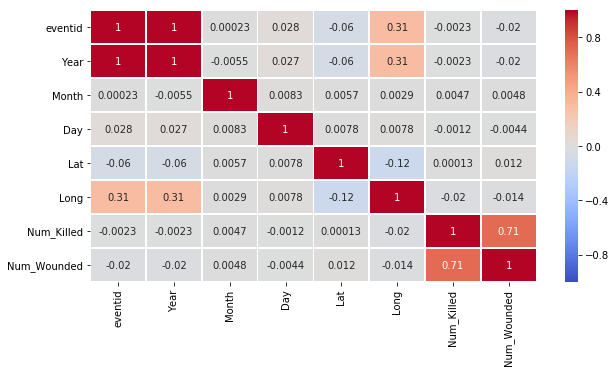 eventid 1 1 0.00023 0.028 -0.06 0.31 -0.0023 -0.02
Year 1 1 -0.0055 0.027 -0.06 0.31 -0.0023 -0.02
Month 0.00023 -0.0055 1 0.0083 0.0057 0.0029 0.0047 0.0048
Day 0.028 0.027 0.0083 1 0.0078 0.0078 -0.0012 -0.0044
Lat -0.06 -0.06 0.0057 0.0078 1 -0.12 0.00013 0.012
Long 0.31 0.31 0.0029 0.0078 -0.12 1 -0.02 -0.014
Num_Killed -0.0023 -0.0023 0.0047 -0.0012 0.00013 -0.02 1 0.71
Num_Wounded -0.02 -0.02 0.0048 -0.0044 0.012 -0.014 0.71 1
eventid
Year
Month
Day
Lat
Long
Num_Killed
Num_Wounded
0.8
0.4
0.0
-0.4
-0.8